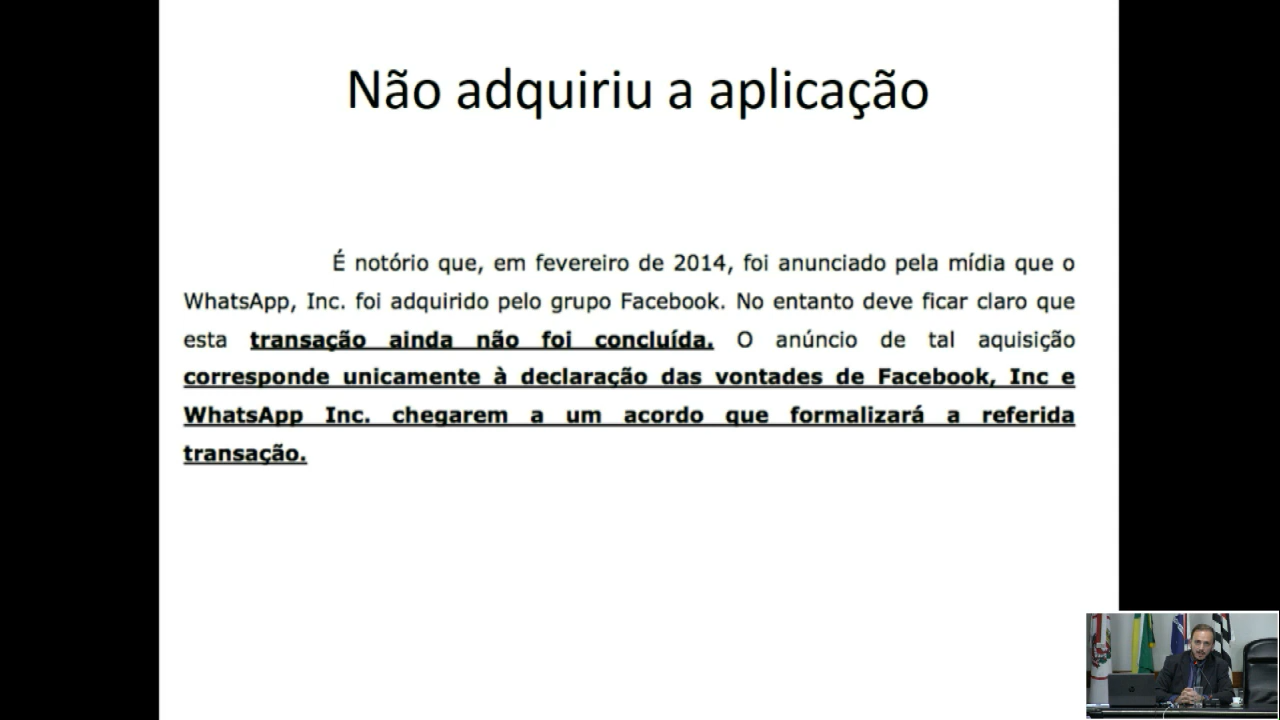 Não adquiriu a aplicação
É notório que, em fevereiro de 2014, foi anunciado pela mídia que o
WhatsApp, Inc. foi adquirido pelo grupo Facebook. No entanto deve ficar claro que
esta transação ainda não foi concluída. O anúncio de tal aquisição
corresponde unicamente à declaração das vontades de Facebook, Inc e
WhatsApp Inc. chegarem a um acordo que formalizará a referida
transação.